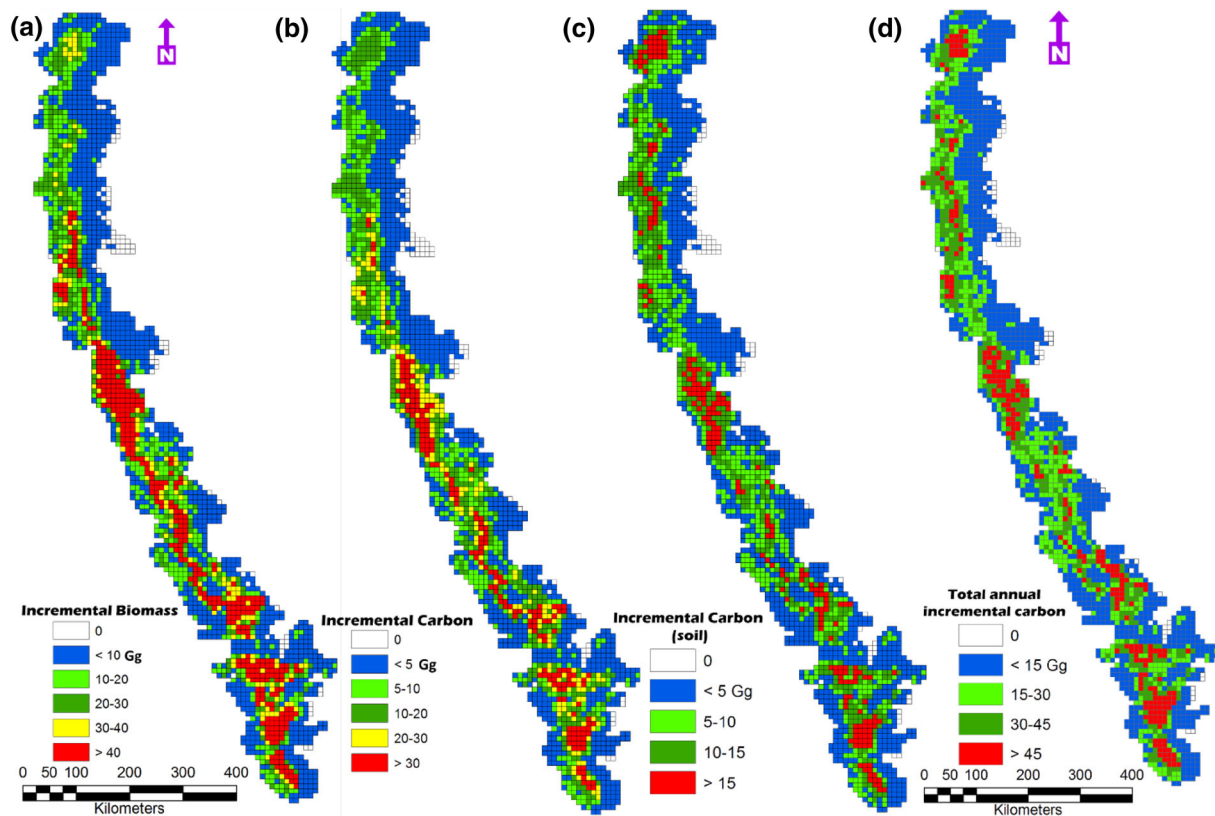 (a)
N
(b)
(c)
(d)
N
Incremental Biomass
0
< 10 Gg
10-20
20-30
30-40
> 40
0 50 100 200 300 400
Kilometers
Incremental Carbon
0
< 5 Gg
5-10
10-20
20-30
> 30
Incremental Carbon
(soil)
0
< 5 Gg
5-10
10-15
> 15
Total annual
incremental carbon
0
< 15 Gg
15-30
30-45
> 45
0 50 100 200 300 400
Kilometers